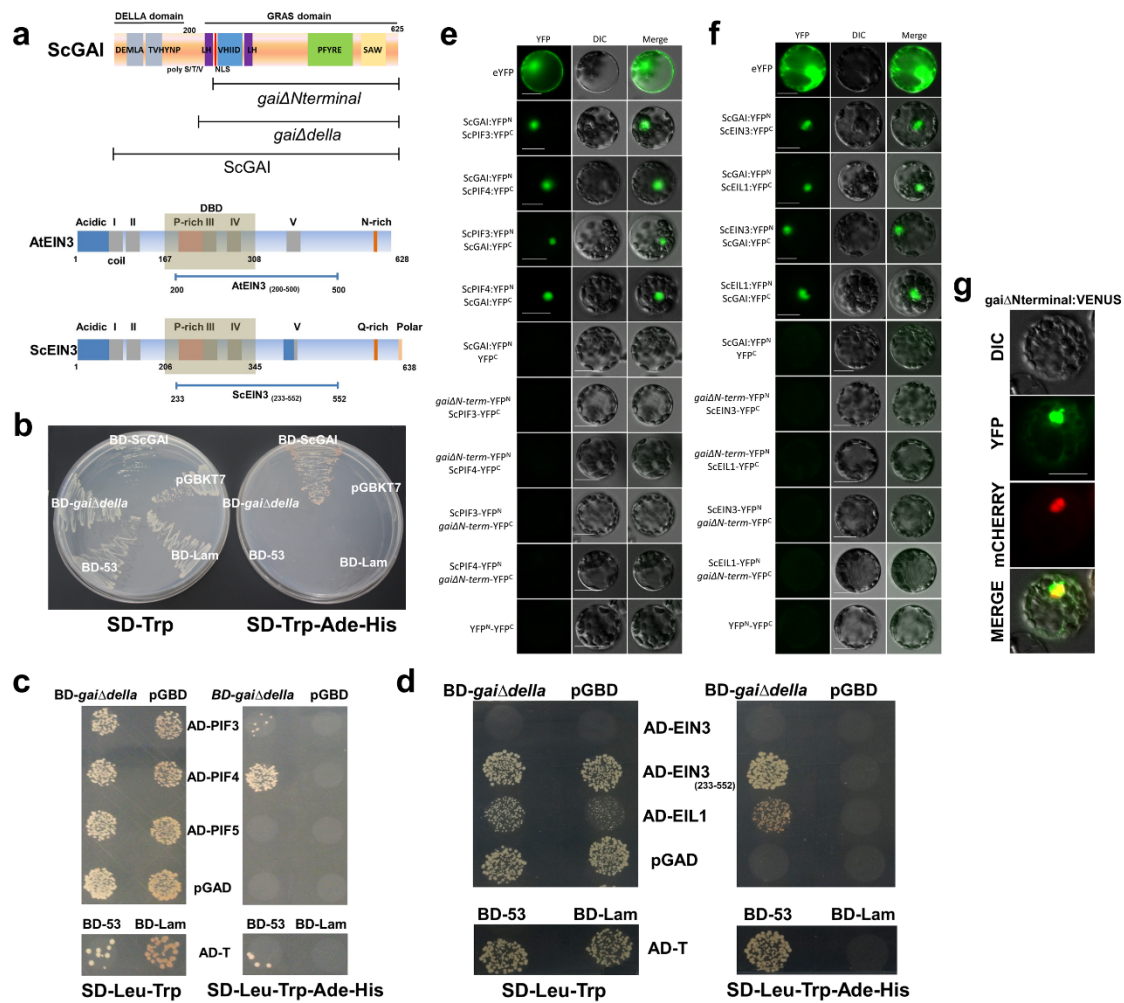 a
DELLA domain
GRAS domain
200
625
ScGAI
DEMLA
TVHYNP
LH
VHIID
LH
PFYRE
SAW
poly S/T/V
NLS
gaiΔNterminal
gaiΔdella
ScGAI
DBD
Acidic I II P-rich III IV V N-rich
AtEIN3
1 coil 167 308 628
200 AtEIN3 (200-500) 500
Acidic I II P-rich III IV V Q-rich Polar
ScEIN3
1 206 345 638
233 ScEIN3 (233-552) 552
b
BD-ScGAI
pGBKT7
BD-gaiΔdella
BD-Lam
BD-53
SD-Trp
BD-ScGAI
pGBKT7
BD-gaiΔdella
BD-53
BD-Lam
SD-Trp-Ade-His
c
BD-gaiΔdella pGBD
BD-gaiΔdella pGBD
AD-PIF3
AD-PIF4
AD-PIF5
pGAD
BD-53 BD-Lam
BD-53 BD-Lam
AD-T
SD-Leu-Trp
SD-Leu-Trp-Ade-His
d
BD-gaiΔdella pGBD
BD-gaiΔdella pGBD
AD-EIN3
AD-EIN3
(233-552)
AD-EIL1
pGAD
BD-53 BD-Lam
BD-53 BD-Lam
AD-T
SD-Leu-Trp
SD-Leu-Trp-Ade-His
e
YFP DIC Merge
eYFP
ScGAI:YFPᴺ
ScPIF3:YFPᶜ
ScGAI:YFPᴺ
ScPIF4:YFPᶜ
ScPIF3:YFPᴺ
ScGAI:YFPᶜ
ScPIF4:YFPᴺ
ScGAI:YFPᶜ
ScGAI:YFPᴺ
YFPᶜ
gaiΔN-term-YFPᴺ
ScPIF3-YFPᶜ
gaiΔN-term-YFPᴺ
ScPIF4-YFPᶜ
ScPIF3-YFPᴺ
gaiΔN-term-YFPᶜ
ScPIF4-YFPᴺ
gaiΔN-term-YFPᶜ
YFPᴺ-YFPᶜ
f
YFP DIC Merge
eYFP
ScGAI:YFPᴺ
ScEIN3:YFPᶜ
ScGAI:YFPᴺ
ScEIL1:YFPᶜ
ScEIN3:YFPᴺ
ScGAI:YFPᶜ
ScEIL1:YFPᴺ
ScGAI:YFPᶜ
ScGAI:YFPᴺ
YFPᶜ
gaiΔN-term-YFPᴺ
ScEIN3-YFPᶜ
gaiΔN-term-YFPᴺ
ScEIL1-YFPᶜ
ScEIN3-YFPᴺ
gaiΔN-term-YFPᶜ
ScEIL1-YFPᴺ
gaiΔN-term-YFPᶜ
YFPᴺ-YFPᶜ
g
gaiΔNterminal:VENUS
DIC
YFP
mCHERRY
MERGE